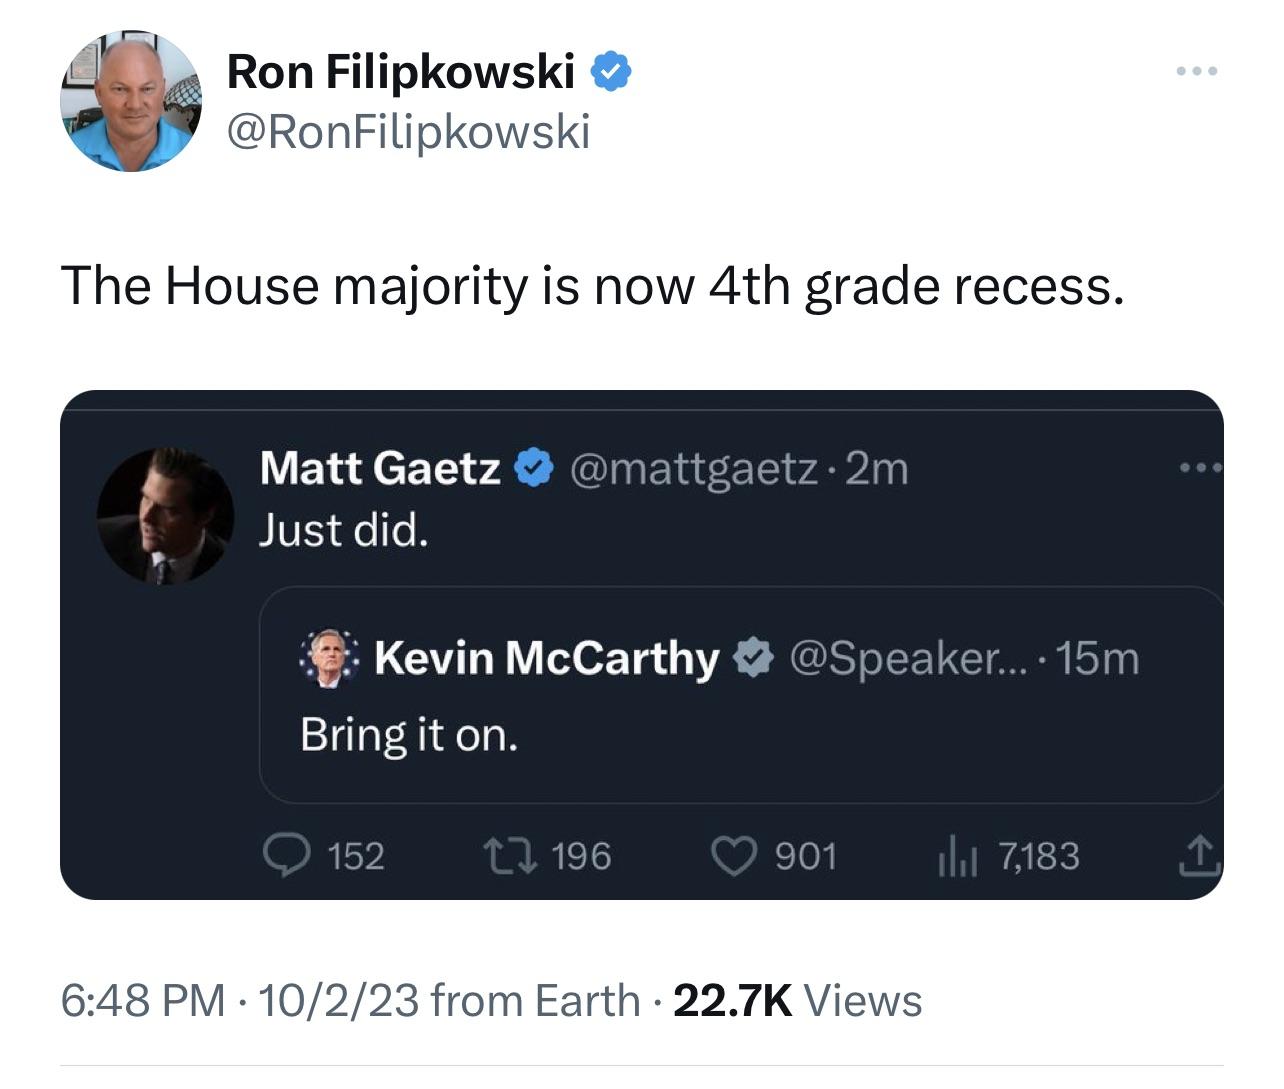 Ron Filipkowski
@RonFilipkowski
The House majority is now 4th grade recess.
Matt Gaetz @mattgaetz · 2m
Just did.
Kevin McCarthy @Speaker... · 15m
Bring it on.
152 196 901 7,183
6:48 PM · 10/2/23 from Earth · 22.7K Views